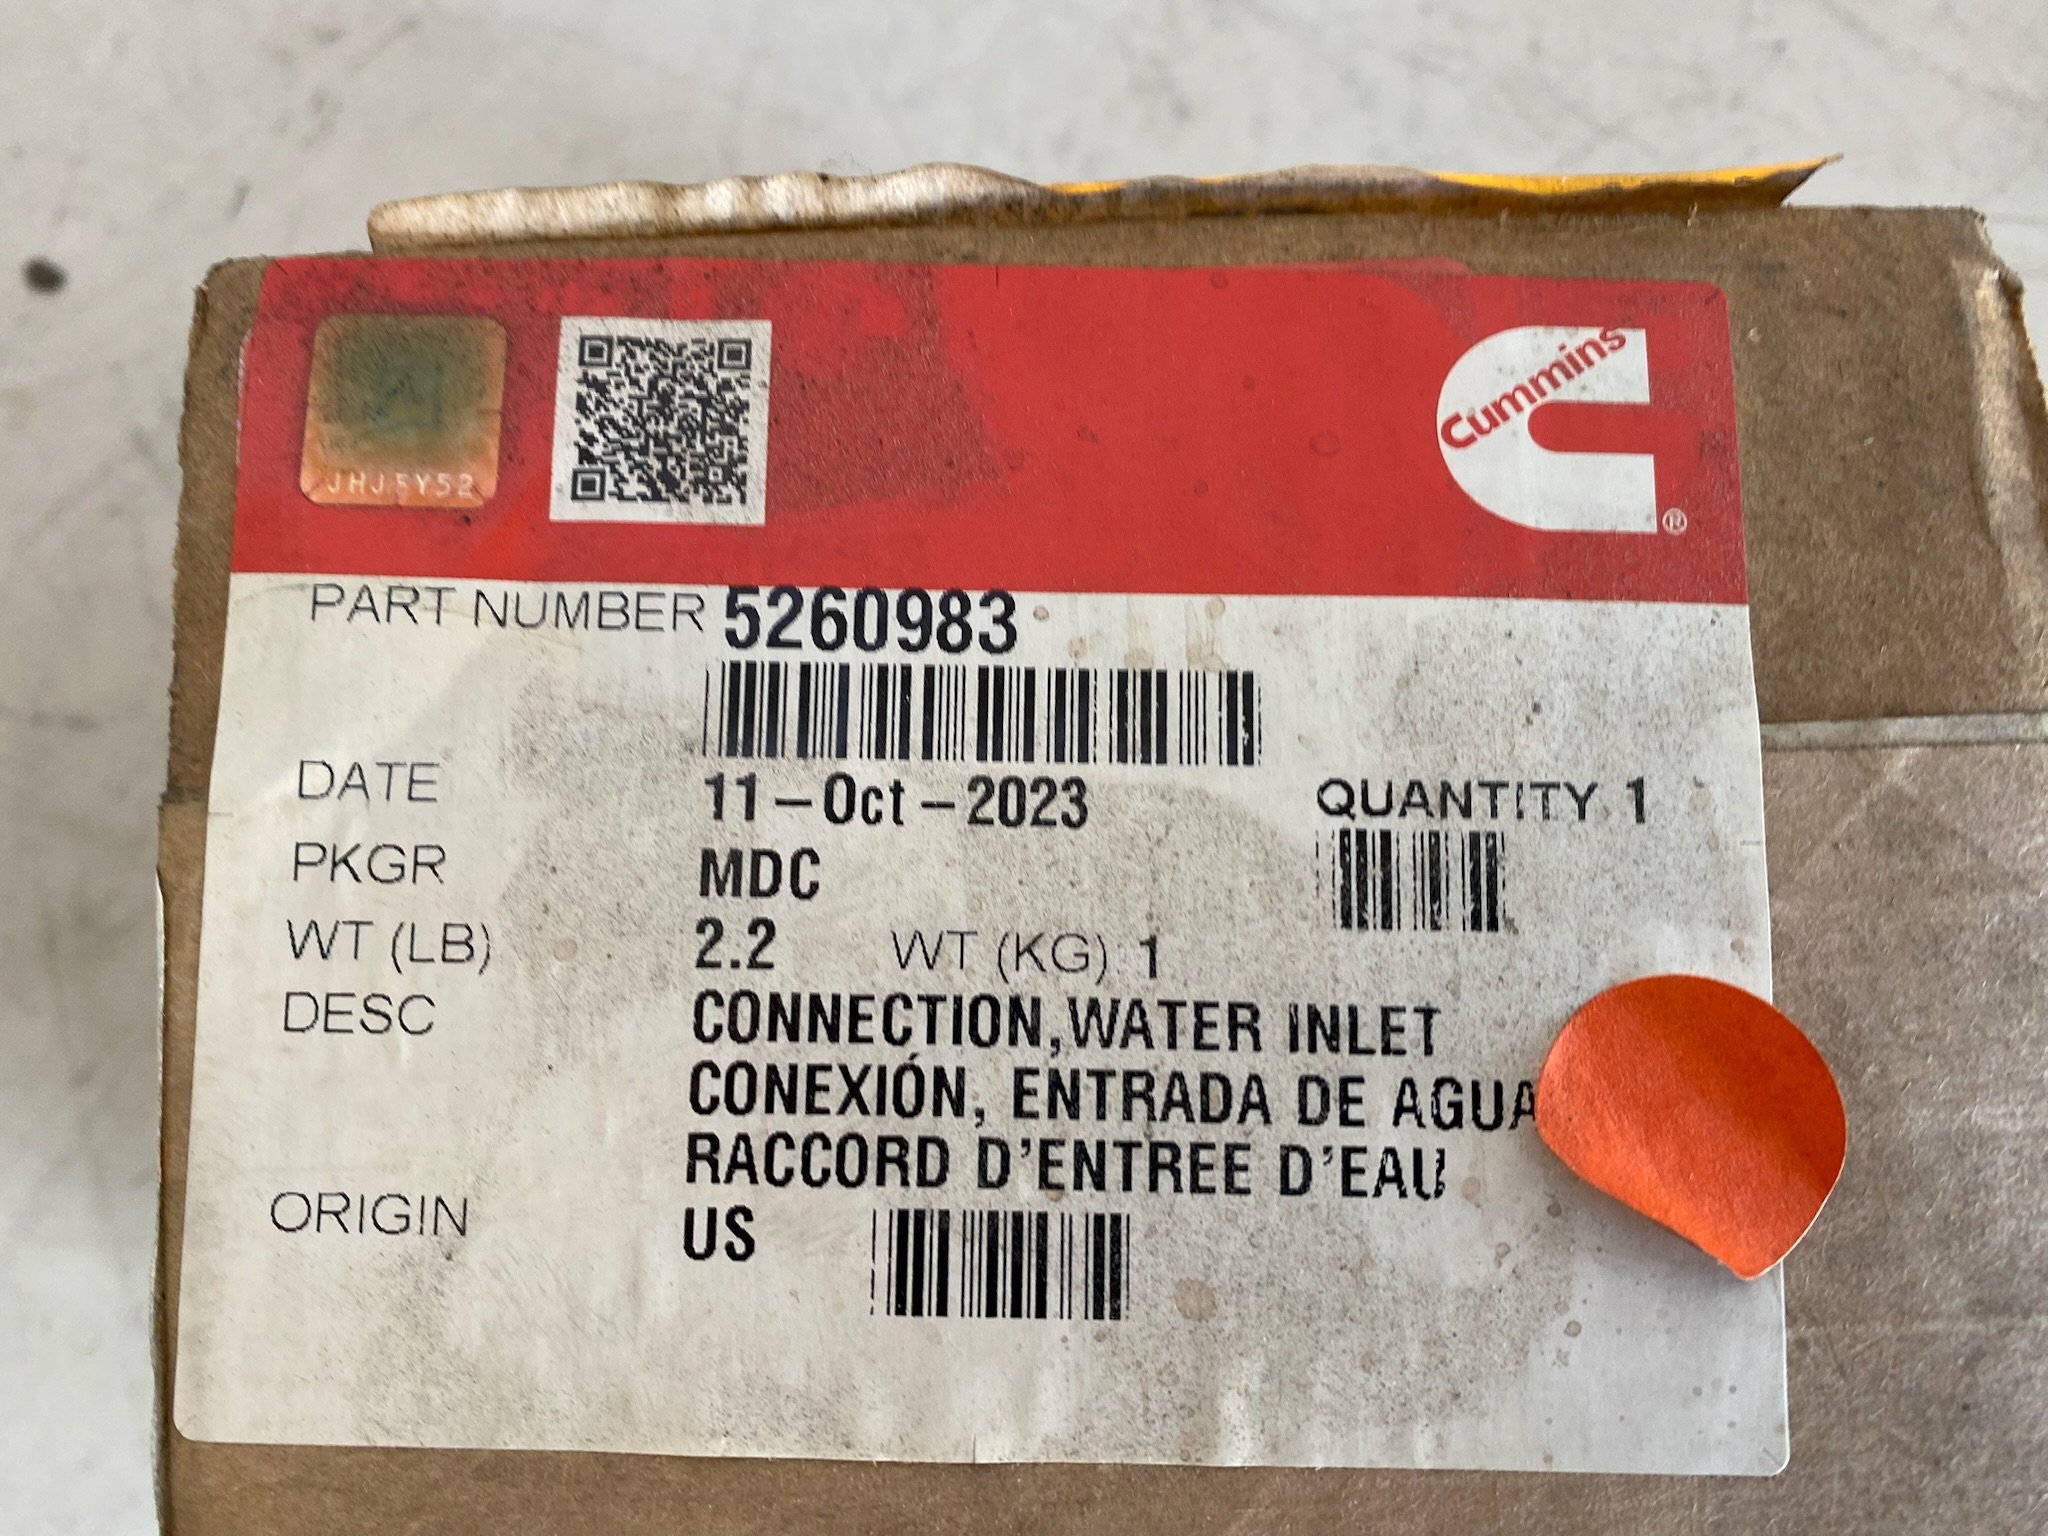 Cummins
®
JHJ5Y52
PART NUMBER 5260983
DATE 11-Oct-2023 QUANTITY 1
PKGR MDC
WT (LB) 2.2 WT (KG) 1
DESC CONNECTION,WATER INLET
CONEXIÓN, ENTRADA DE AGUA
RACCORD D'ENTREE D'EAU
ORIGIN US